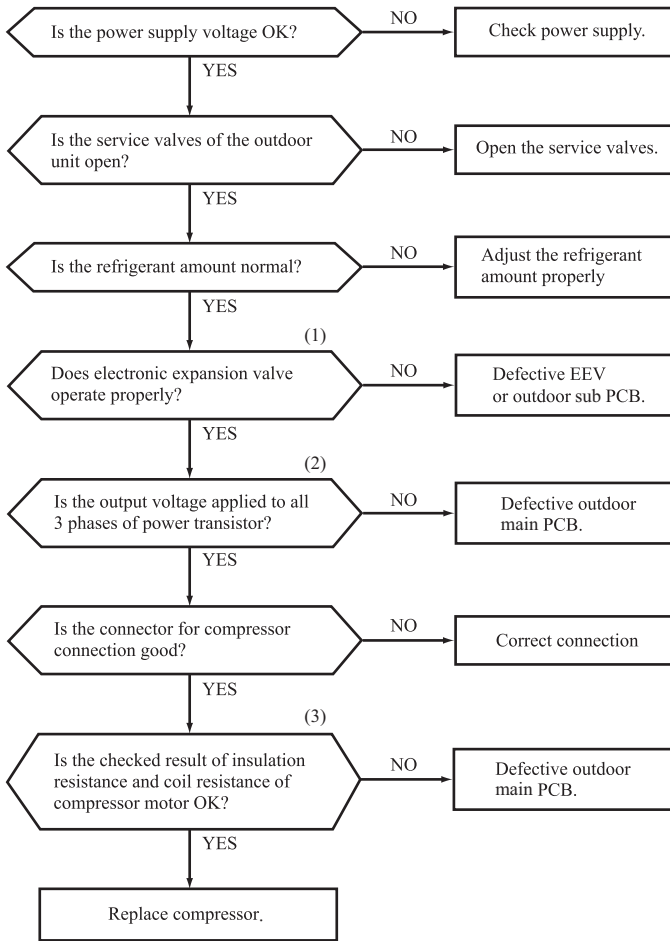 Is the power supply voltage OK?
NO
Check power supply.
YES
Is the service valves of the outdoor
unit open?
NO
Open the service valves.
YES
Is the refrigerant amount normal?
NO
Adjust the refrigerant
amount properly
YES
(1)
Does electronic expansion valve
operate properly?
NO
Defective EEV
or outdoor sub PCB.
YES
(2)
Is the output voltage applied to all
3 phases of power transistor?
NO
Defective outdoor
main PCB.
YES
Is the connector for compressor
connection good?
NO
Correct connection
YES
(3)
Is the checked result of insulation
resistance and coil resistance of
compressor motor OK?
NO
Defective outdoor
main PCB.
YES
Replace compressor.